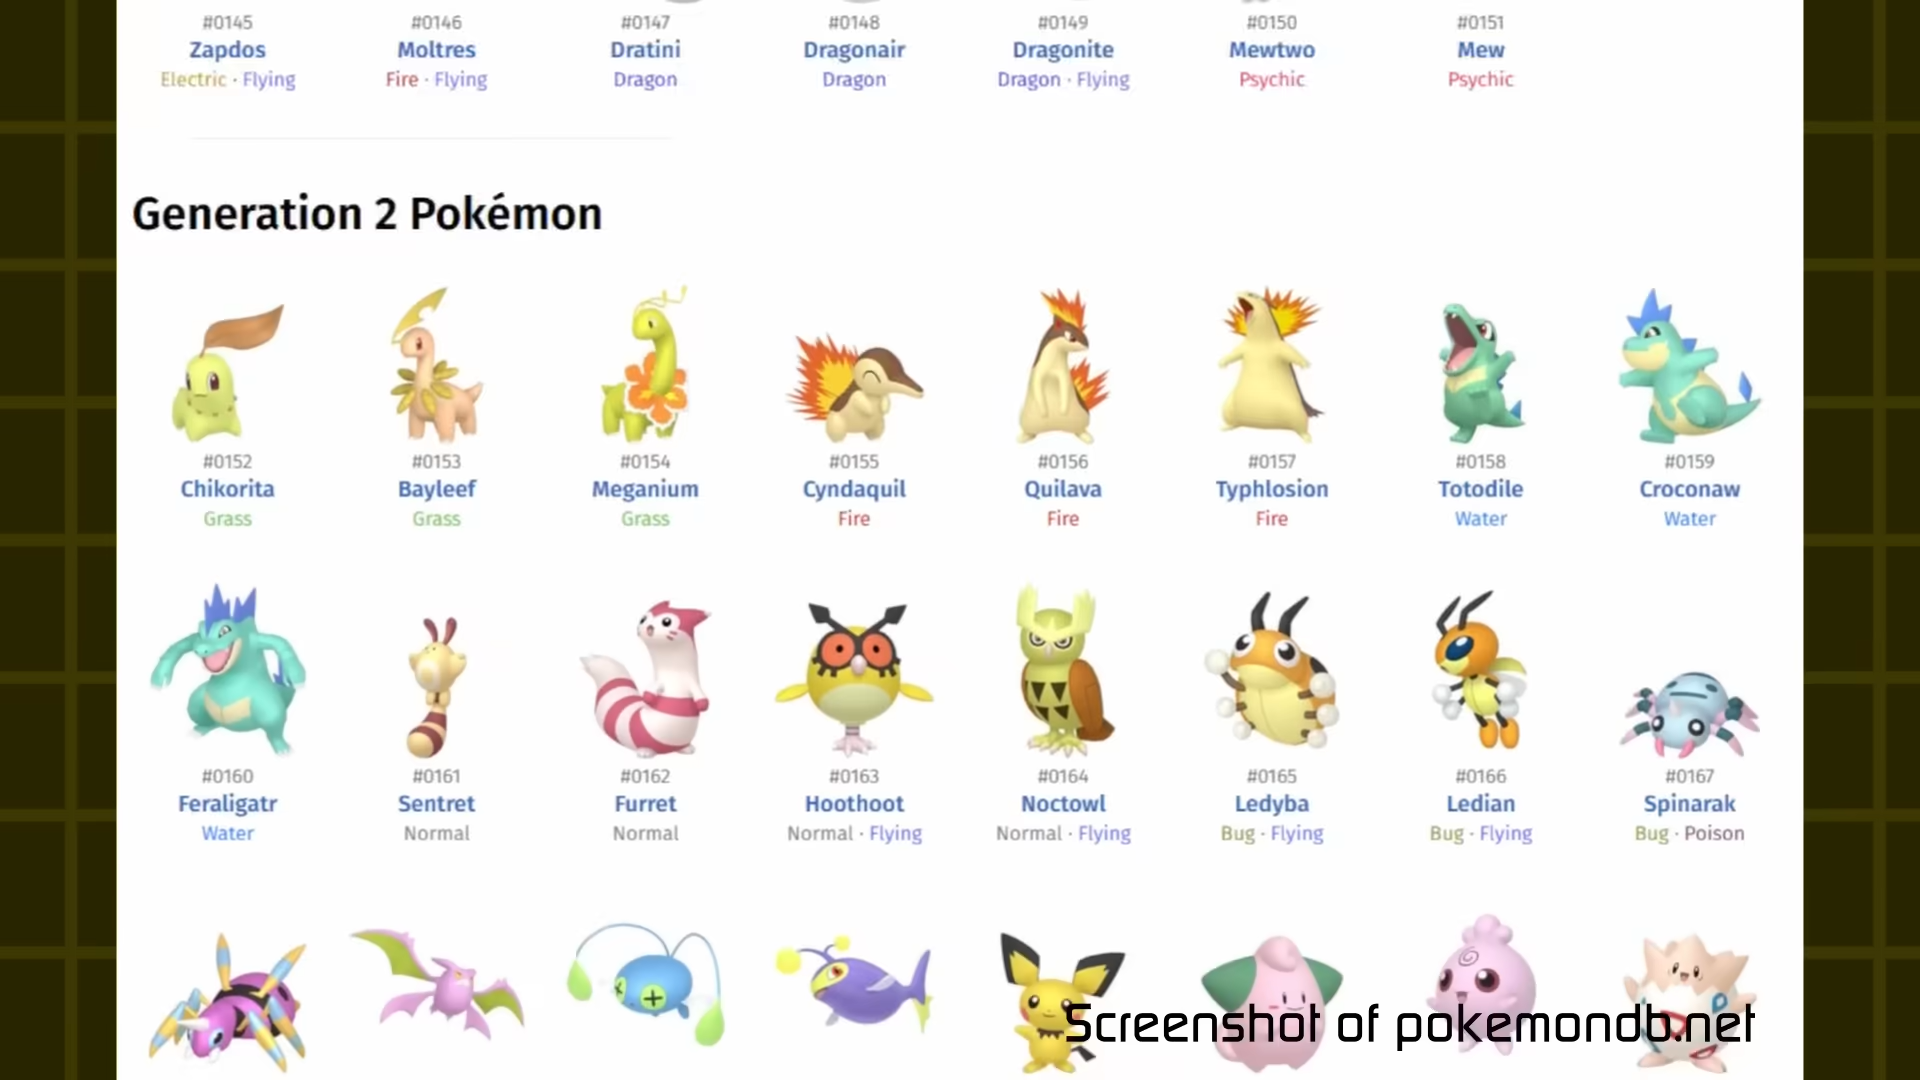 #0145 #0146 #0147 #0148 #0149 #0150 #0151
Zapdos Moltres Dratini Dragonair Dragonite Mewtwo Mew
Electric · Flying Fire · Flying Dragon Dragon Dragon · Flying Psychic Psychic
Generation 2 Pokémon
#0152 #0153 #0154 #0155 #0156 #0157 #0158 #0159
Chikorita Bayleef Meganium Cyndaquil Quilava Typhlosion Totodile Croconaw
Grass Grass Grass Fire Fire Fire Water Water
#0160 #0161 #0162 #0163 #0164 #0165 #0166 #0167
Feraligatr Sentret Furret Hoothoot Noctowl Ledyba Ledian Spinarak
Water Normal Normal Normal · Flying Normal · Flying Bug · Flying Bug · Flying Bug · Poison
Screenshot of pokemondb.net